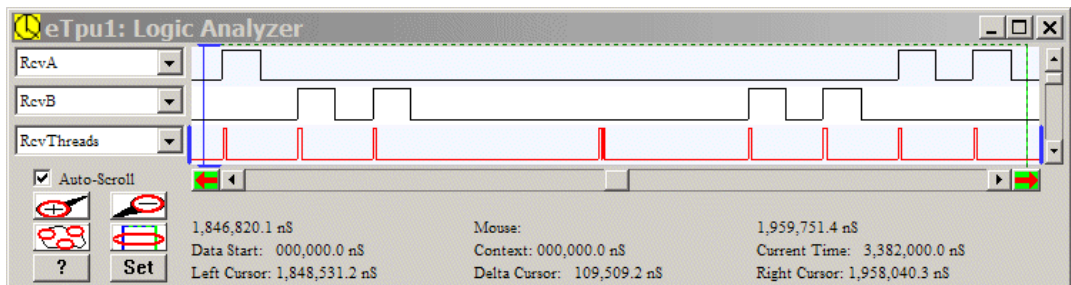 eTpu1: Logic Analyzer
RcvA
RcvB
RcvThreads
Auto-Scroll
1,846,820.1 nS Mouse: 1,959,751.4 nS
Data Start: 000,000.0 nS Context: 000,000.0 nS Current Time: 3,382,000.0 nS
? Set Left Cursor: 1,848,531.2 nS Delta Cursor: 109,509.2 nS Right Cursor: 1,958,040.3 nS